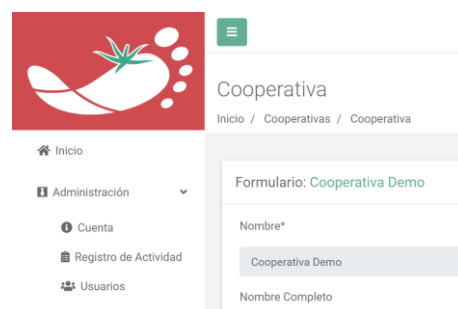 Cooperativa
Inicio / Cooperativas / Cooperativa
Inicio
Administración
Cuenta
Registro de Actividad
Usuarios
Formulario: Cooperativa Demo
Nombre*
Cooperativa Demo
Nombre Completo